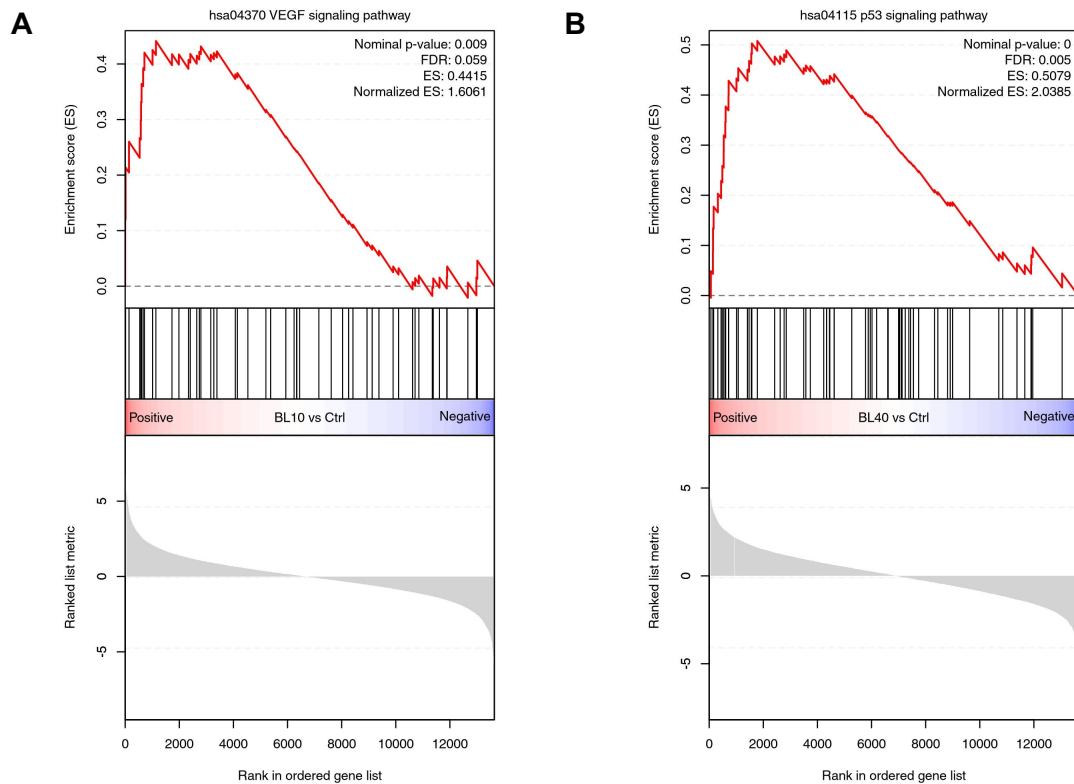 A
hsa04370 VEGF signaling pathway
Nominal p-value: 0.009
FDR: 0.059
ES: 0.4415
Normalized ES: 1.6061
Enrichment score (ES)
0.4
0.3
0.2
0.1
0.0
Positive BL10 vs Ctrl Negative
Ranked list metric
5
0
-5
0 2000 4000 6000 8000 10000 12000
Rank in ordered gene list
B
hsa04115 p53 signaling pathway
Nominal p-value: 0
FDR: 0.005
ES: 0.5079
Normalized ES: 2.0385
Enrichment score (ES)
0.5
0.4
0.3
0.2
0.1
0.0
Positive BL40 vs Ctrl Negative
Ranked list metric
5
0
-5
0 2000 4000 6000 8000 10000 12000
Rank in ordered gene list